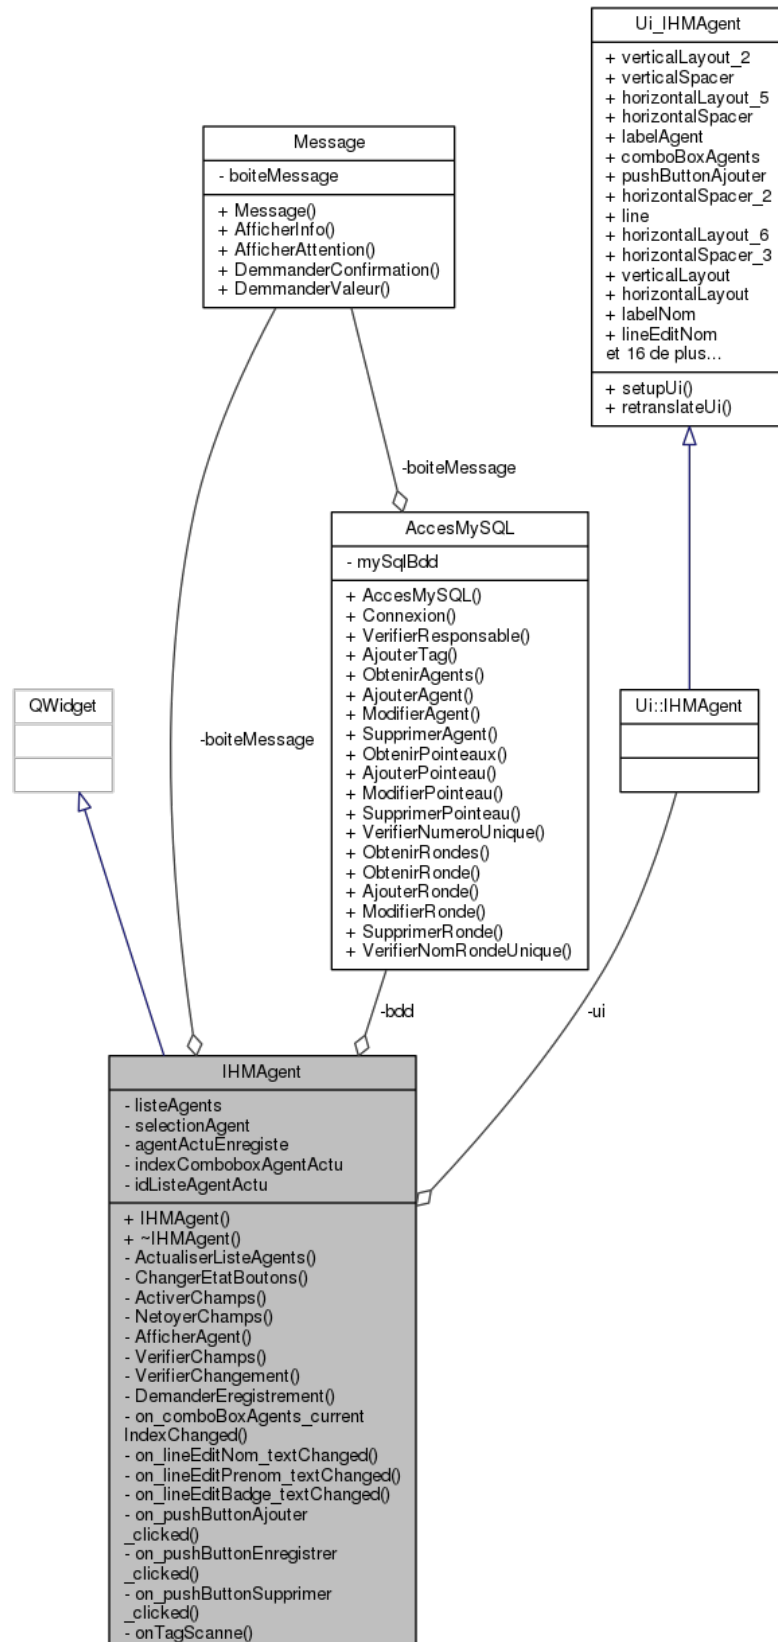 Ui_IHMAgent
+ verticalLayout_2
+ verticalSpacer
+ horizontalLayout_5
+ horizontalSpacer
+ labelAgent
+ comboBoxAgents
+ pushButtonAjouter
+ horizontalSpacer_2
+ line
+ horizontalLayout_6
+ horizontalSpacer_3
+ verticalLayout
+ horizontalLayout
+ labelNom
+ lineEditNom
et 16 de plus...
+ setupUi()
+ retranslateUi()
Message
- boiteMessage
+ Message()
+ AfficherInfo()
+ AfficherAttention()
+ DemmanderConfirmation()
+ DemmanderValeur()
-boiteMessage
AccesMySQL
- mySqlBdd
+ AccesMySQL()
+ Connexion()
+ VerifierResponsable()
+ AjouterTag()
+ ObtenirAgents()
+ AjouterAgent()
+ ModifierAgent()
+ SupprimerAgent()
+ ObtenirPointeaux()
+ AjouterPointeau()
+ ModifierPointeau()
+ SupprimerPointeau()
+ VerifierNumeroUnique()
+ ObtenirRondes()
+ ObtenirRonde()
+ AjouterRonde()
+ ModifierRonde()
+ SupprimerRonde()
+ VerifierNomRondeUnique()
QWidget
-boiteMessage
Ui::IHMAgent
-bdd
-ui
IHMAgent
- listeAgents
- selectionAgent
- agentActuEnregiste
- indexComboboxAgentActu
- idListeAgentActu
+ IHMAgent()
+ ~IHMAgent()
- ActualiserListeAgents()
- ChangerEtatBoutons()
- ActiverChamps()
- NetoyerChamps()
- AfficherAgent()
- VerifierChamps()
- VerifierChangement()
- DemanderEregistrement()
- on_comboBoxAgents_current
IndexChanged()
- on_lineEditNom_textChanged()
- on_lineEditPrenom_textChanged()
- on_lineEditBadge_textChanged()
- on_pushButtonAjouter
_clicked()
- on_pushButtonEnregistrer
_clicked()
- on_pushButtonSupprimer
_clicked()
- onTagScanne()